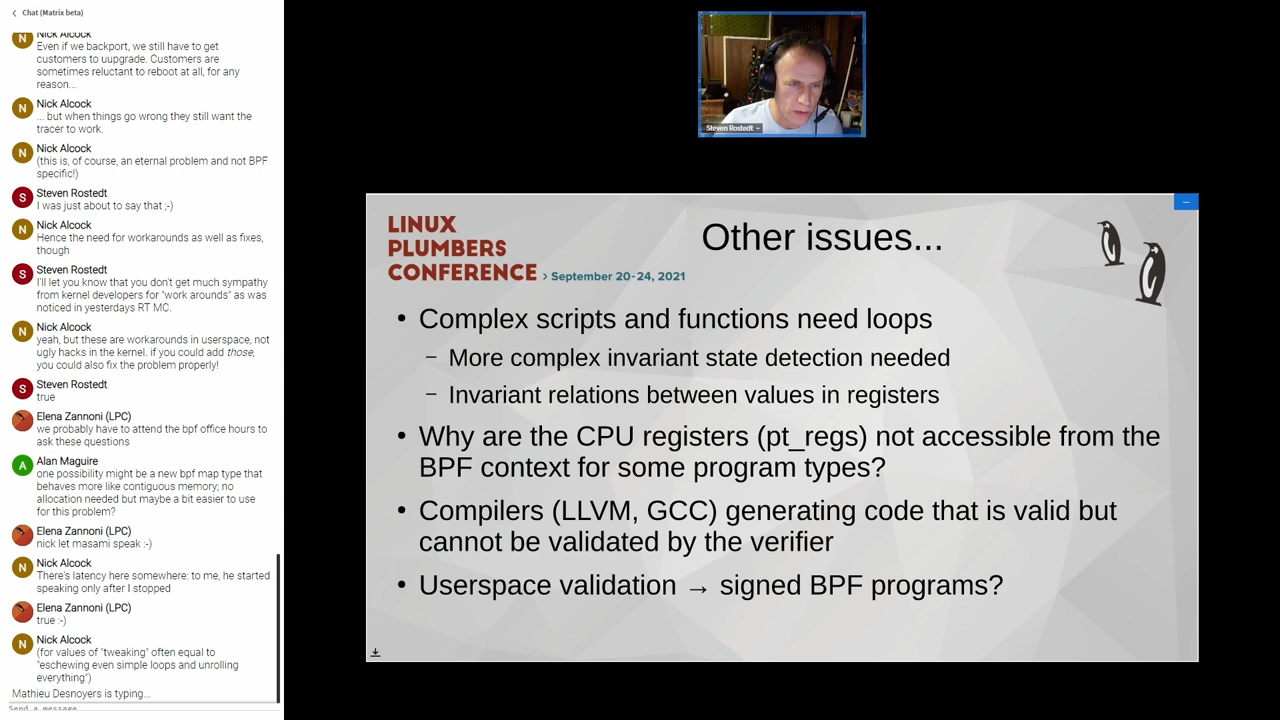 Chat (Matrix beta)
Nick Alcock
Even if we backport, we still have to get
customers to uupgrade. Customers are
sometimes reluctant to reboot at all, for any
reason...
Nick Alcock
... but when things go wrong they still want the
tracer to work.
Nick Alcock
(this is, of course, an eternal problem and not BPF
specific!)
Steven Rostedt
I was just about to say that ;-)
Nick Alcock
Hence the need for workarounds as well as fixes,
though
Steven Rostedt
I'll let you know that you don't get much sympathy
from kernel developers for "work arounds" as was
noticed in yesterdays RT MC.
Nick Alcock
yeah, but these are workarounds in userspace, not
ugly hacks in the kernel. if you could add those,
you could also fix the problem properly!
Steven Rostedt
true
Elena Zannoni (LPC)
we probably have to attend the bpf office hours to
ask these questions
Alan Maguire
one possibility might be a new bpf map type that
behaves more like contiguous memory; no
allocation needed but maybe a bit easier to use
for this problem?
Elena Zannoni (LPC)
nick let masami speak :-)
Nick Alcock
There's latency here somewhere: to me, he started
speaking only after I stopped
Elena Zannoni (LPC)
true :-)
Nick Alcock
(for values of "tweaking" often equal to
"eschewing even simple loops and unrolling
everything")
Mathieu Desnoyers is typing...
Send a message
Steven Rostedt
LINUX
PLUMBERS
CONFERENCE > September 20-24, 2021
Other issues...
• Complex scripts and functions need loops
– More complex invariant state detection needed
– Invariant relations between values in registers
• Why are the CPU registers (pt_regs) not accessible from the
BPF context for some program types?
• Compilers (LLVM, GCC) generating code that is valid but
cannot be validated by the verifier
• Userspace validation → signed BPF programs?